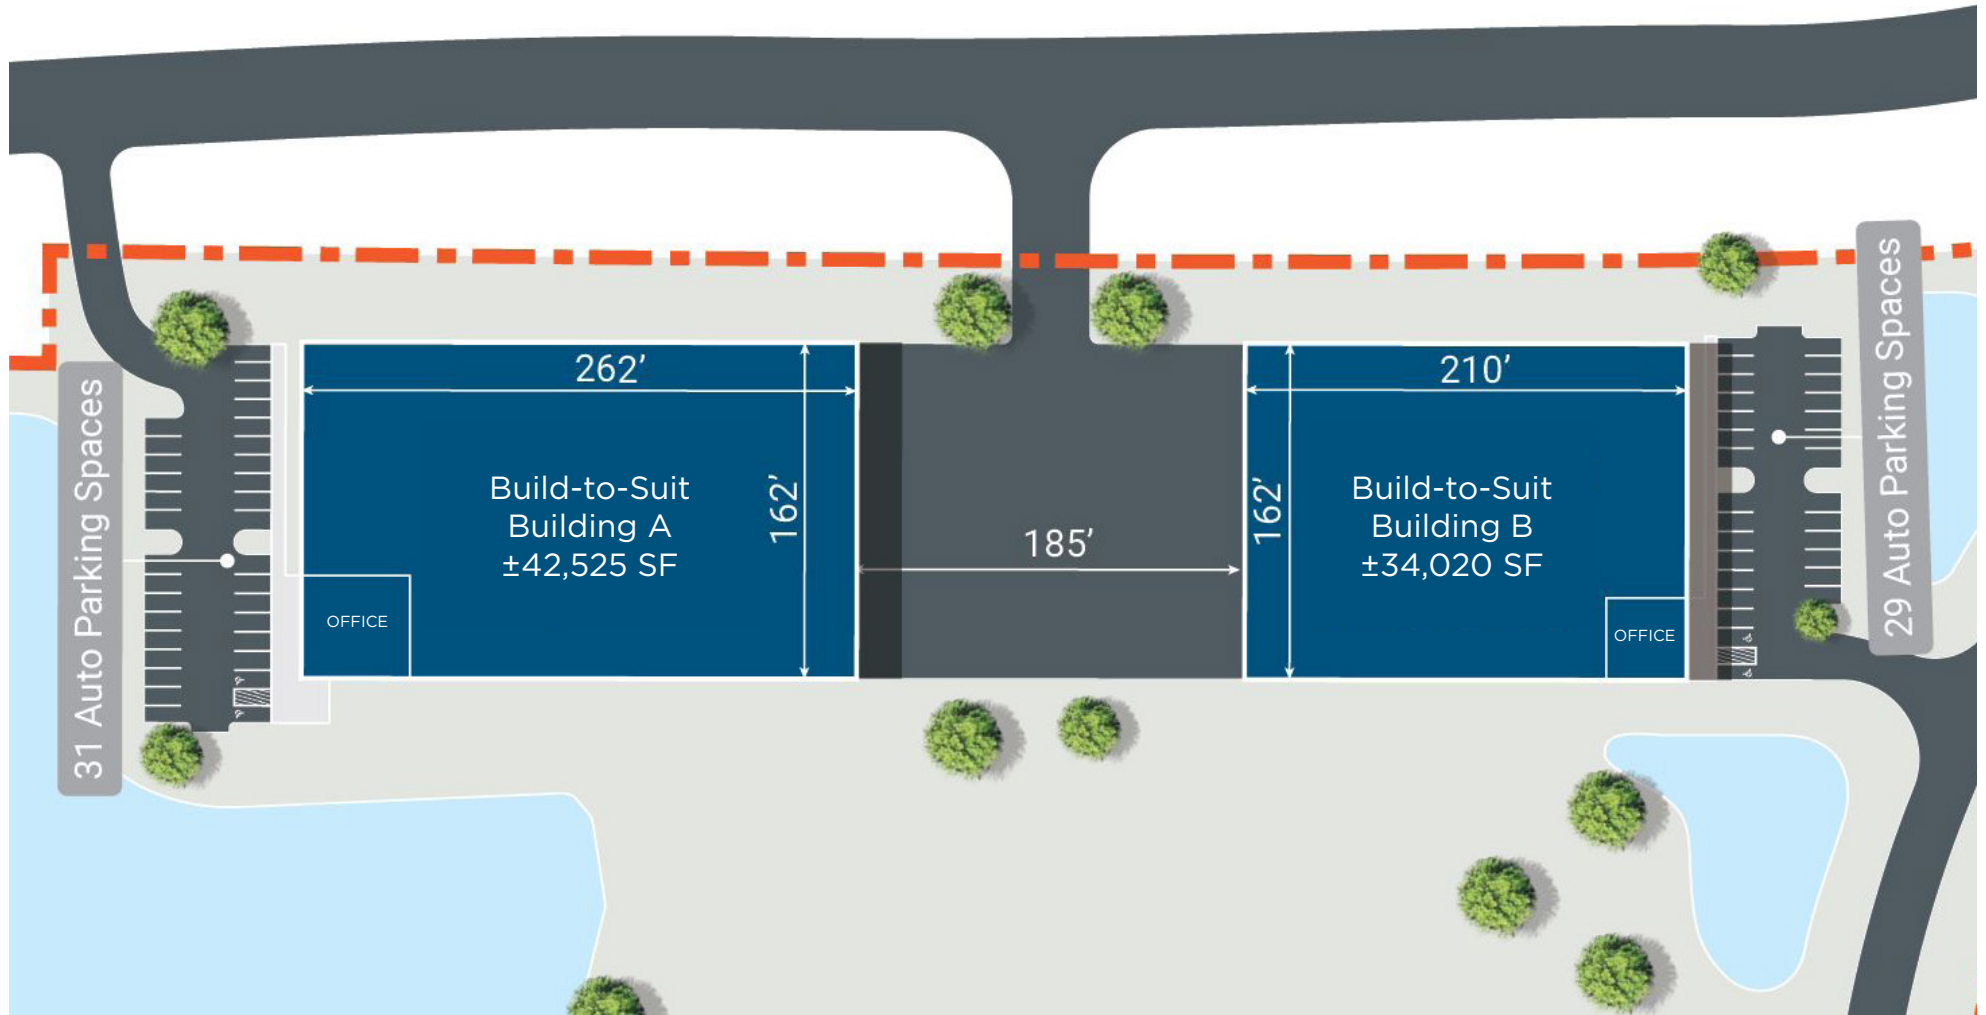 262’
162’
Build-to-Suit
Building A
±42,525 SF
OFFICE
185’
210’
162’
Build-to-Suit
Building B
±34,020 SF
OFFICE
31 Auto Parking Spaces
29 Auto Parking Spaces